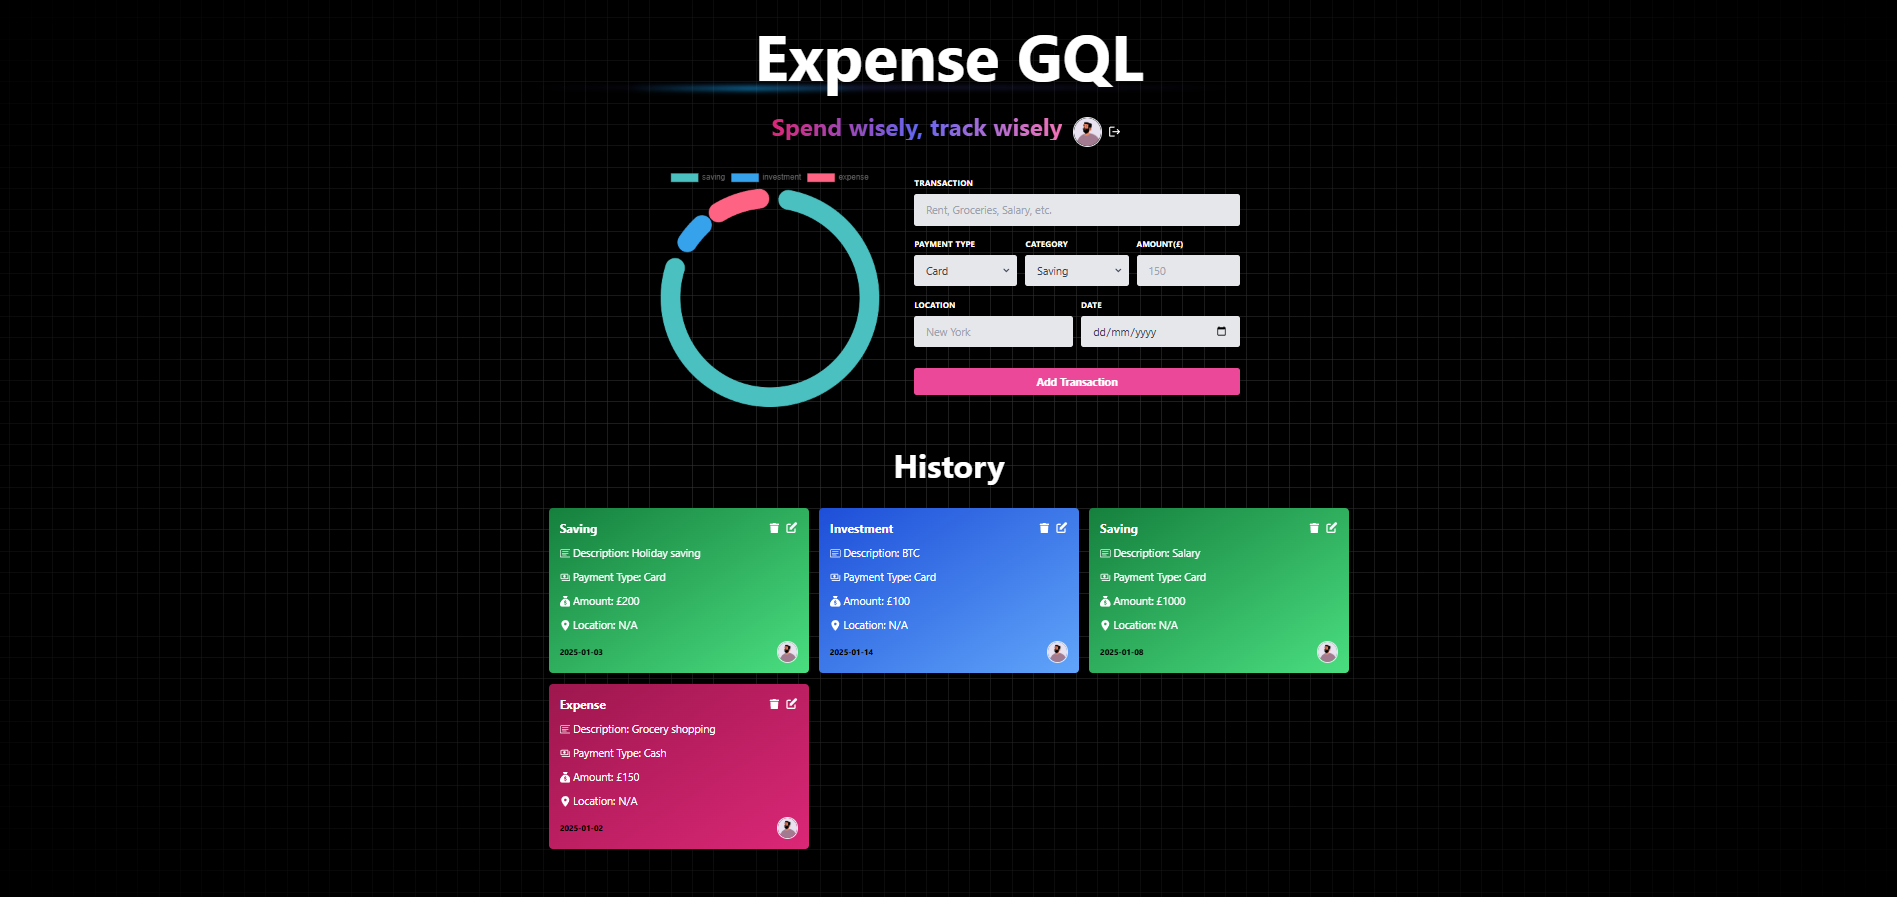 Expense GQL
Spend wisely, track wisely
saving investment expense
TRANSACTION
Rent, Groceries, Salary, etc.
PAYMENT TYPE CATEGORY AMOUNT(£)
Card Saving 150
LOCATION DATE
New York dd/mm/yyyy
Add Transaction
History
Saving
Description: Holiday saving
Payment Type: Card
Amount: £200
Location: N/A
2025-01-03
Investment
Description: BTC
Payment Type: Card
Amount: £100
Location: N/A
2025-01-14
Saving
Description: Salary
Payment Type: Card
Amount: £1000
Location: N/A
2025-01-08
Expense
Description: Grocery shopping
Payment Type: Cash
Amount: £150
Location: N/A
2025-01-02